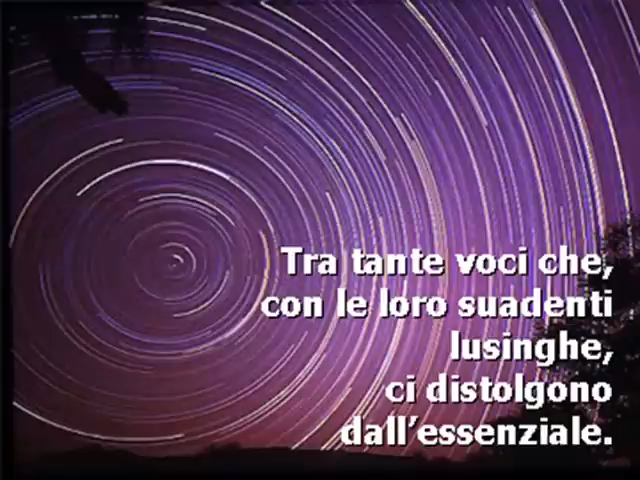 Tra tante voci che,
con le loro suadenti
lusinghe,
ci distolgono
dall'essenziale.